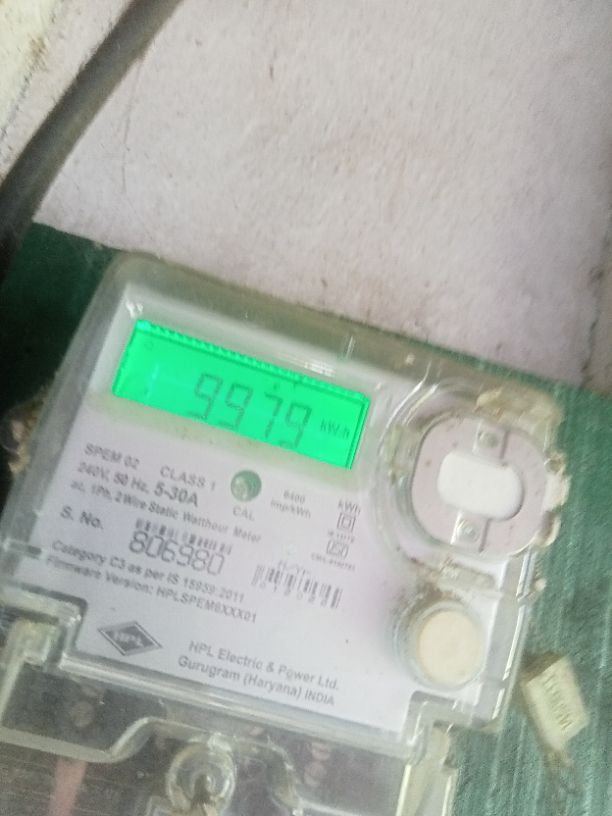 9979 kWh
SPEM 02 CLASS 1
240V, 50 Hz, 5-30A
CAL
6400 imp/kWh
kWh
ac, 1Ph, 2 Wire Static Watthour Meter
S. No. 806980
Category C3 as per IS 15959:2011
Firmware Version: HPLSPEM6XXX01
HPL
HPL Electric & Power Ltd.
Gurugram (Haryana) INDIA